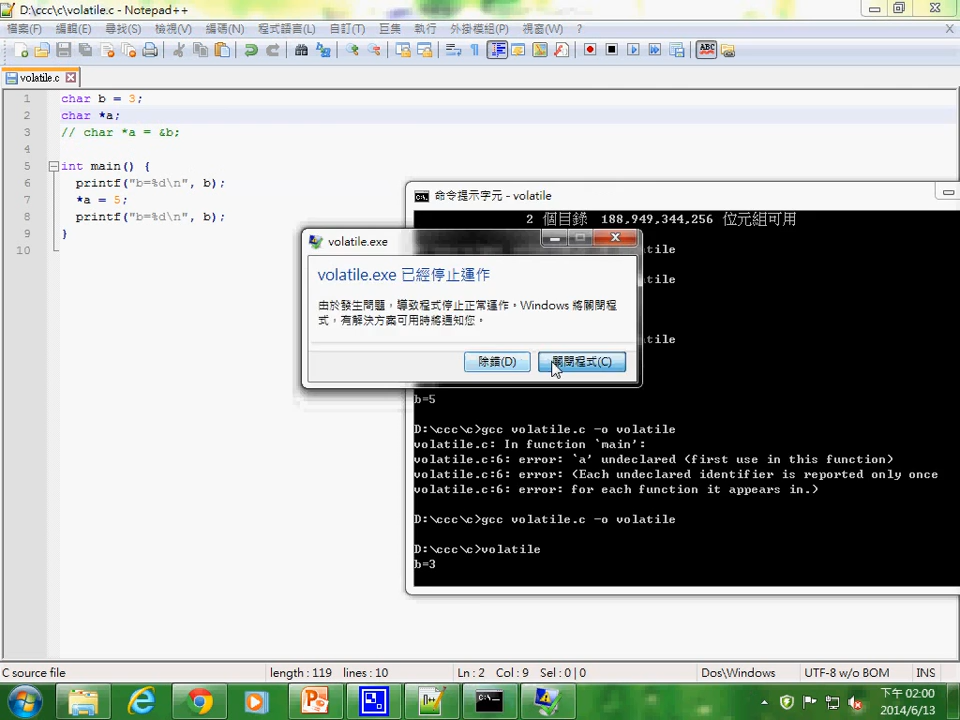 D:\ccc\c\volatile.c - Notepad++
檔案(F) 編輯(E) 尋找(S) 檢視(V) 編碼(N) 程式語言(L) 設定(T) 巨集 執行 外掛模組(P) 視窗(W) ? X
ABC
volatile.c
1 char b = 3;
2 char *a;
3 // char *a = &b;
4
5 int main() {
6 printf("b=%d\n", b);
7 *a = 5;
8 printf("b=%d\n", b);
9 }
10
命令提示字元 - volatile
2 個目錄 188,949,344,256 位元組可用
atile
atile
atile
volatile.exe
volatile.exe 已經停止運作
由於發生問題，導致程式停止正常運作。Windows 將關閉程
式，有解決方案可用時將通知您。
除錯(D) 關閉程式(C)
b=5
D:\ccc\c>gcc volatile.c -o volatile
volatile.c: In function `main':
volatile.c:6: error: `a' undeclared (first use in this function)
volatile.c:6: error: (Each undeclared identifier is reported only once
volatile.c:6: error: for each function it appears in.)
D:\ccc\c>gcc volatile.c -o volatile
D:\ccc\c>volatile
b=3
C source file length : 119 lines : 10 Ln : 2 Col : 9 Sel : 0 | 0 Dos\Windows UTF-8 w/o BOM INS
下午 02:00
2014/6/13